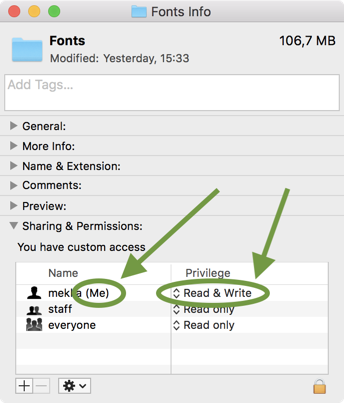 Fonts Info
Fonts 106,7 MB
Modified: Yesterday, 15:33
Add Tags...
General:
More Info:
Name & Extension:
Comments:
Preview:
Sharing & Permissions:
You have custom access
Name Privilege
(Me) Read & Write
staff Read only
everyone Read only